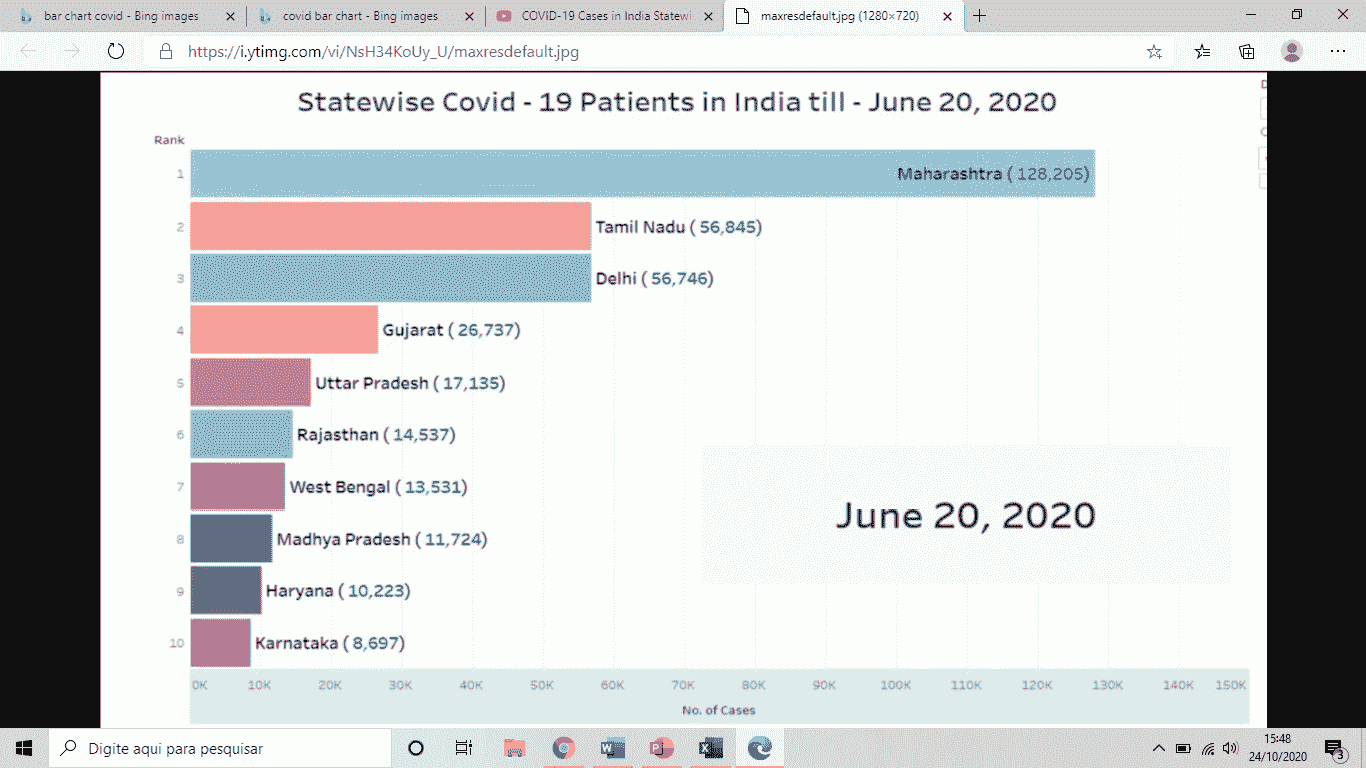 bar chart covid - Bing images
covid bar chart - Bing images
COVID-19 Cases in India Statewi
maxresdefault.jpg (1280×720)
https://i.ytimg.com/vi/NsH34KoUy_U/maxresdefault.jpg
Statewise Covid - 19 Patients in India till - June 20, 2020
Rank
1 Maharashtra ( 128,205)
2 Tamil Nadu ( 56,845)
3 Delhi ( 56,746)
4 Gujarat ( 26,737)
5 Uttar Pradesh ( 17,135)
6 Rajasthan ( 14,537)
7 West Bengal ( 13,531)
8 Madhya Pradesh ( 11,724)
9 Haryana ( 10,223)
10 Karnataka ( 8,697)
June 20, 2020
0K 10K 20K 30K 40K 50K 60K 70K 80K 90K 100K 110K 120K 130K 140K 150K
No. of Cases
Digite aqui para pesquisar
15:48
24/10/2020
3